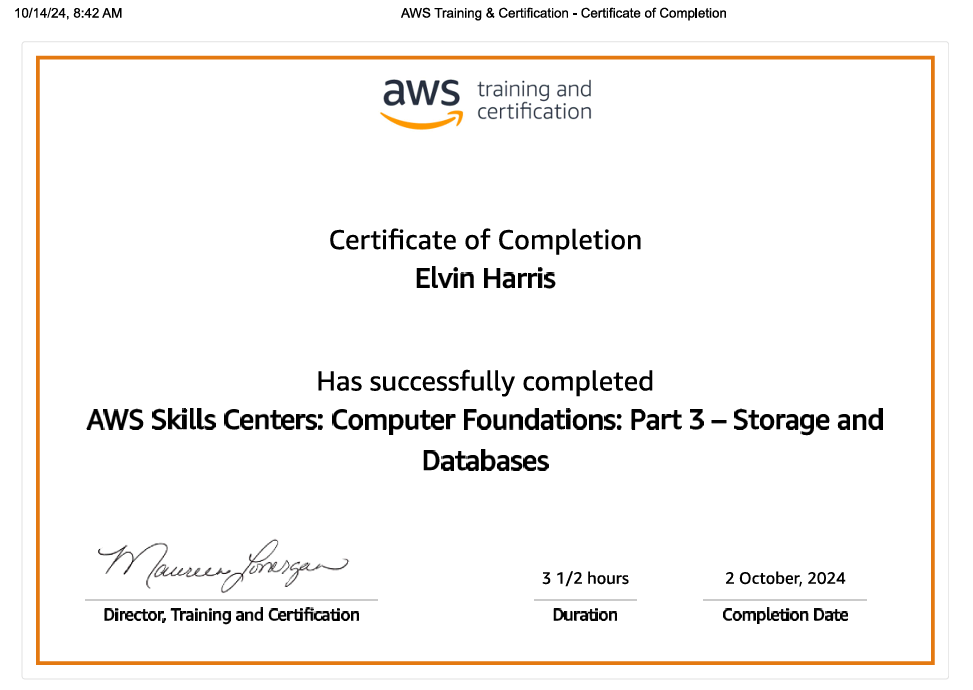 10/14/24, 8:42 AM
AWS Training & Certification - Certificate of Completion
aws training and
certification
Certificate of Completion
Elvin Harris
Has successfully completed
AWS Skills Centers: Computer Foundations: Part 3 – Storage and
Databases
Maureen Lonergan
3 1/2 hours
2 October, 2024
Director, Training and Certification
Duration
Completion Date